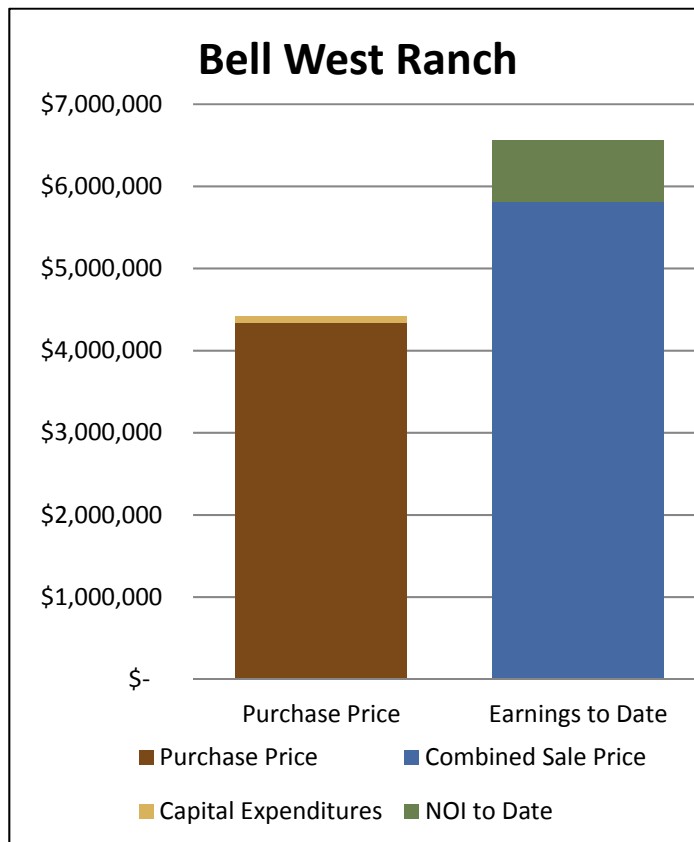 Bell West Ranch
$7,000,000
$6,000,000
$5,000,000
$4,000,000
$3,000,000
$2,000,000
$1,000,000
$-
Purchase Price Earnings to Date
Purchase Price Combined Sale Price
Capital Expenditures NOI to Date